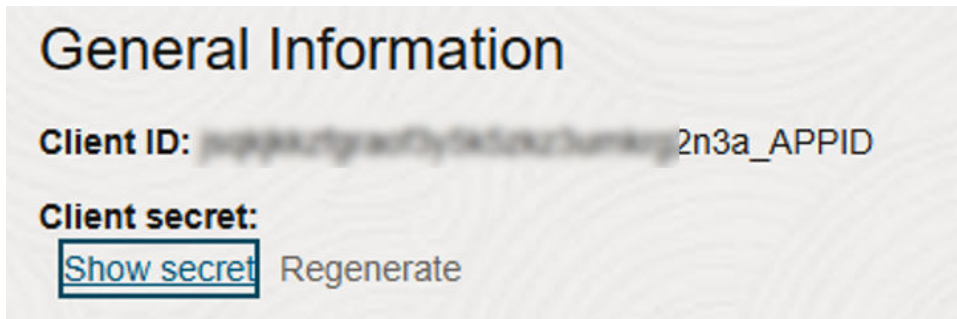 General Information
Client ID: 2n3a_APPID
Client secret:
Show secret Regenerate